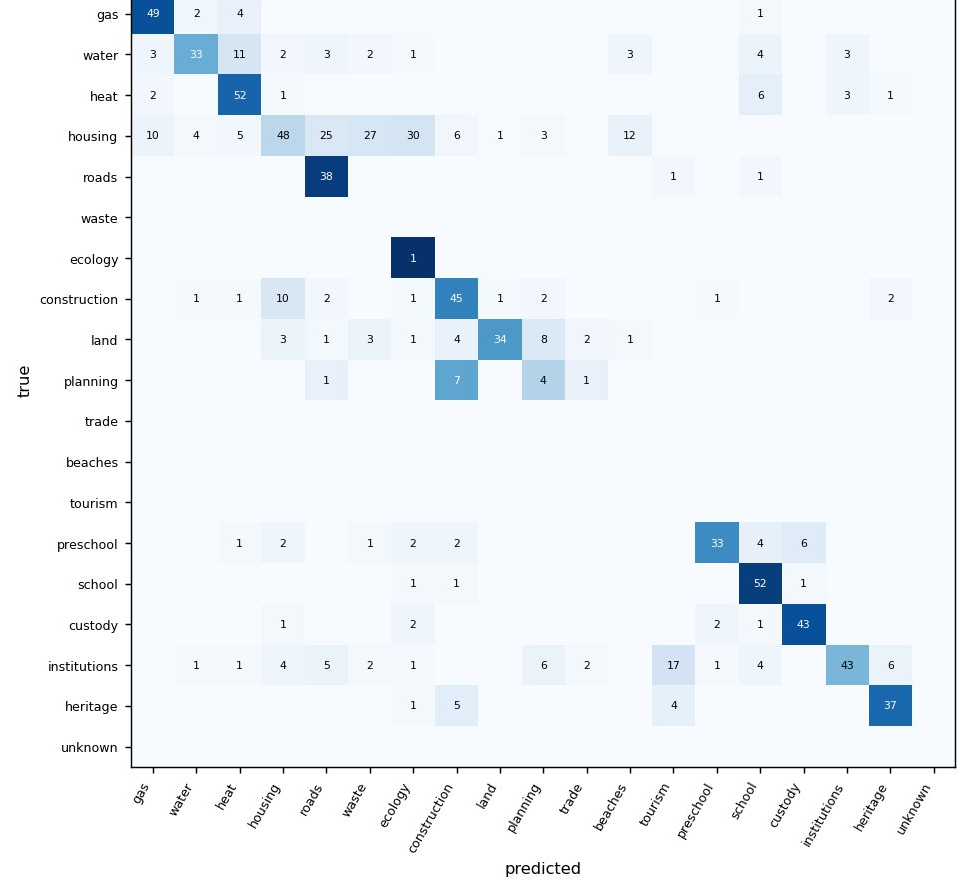 gas 49 2 4 1
water 3 33 11 2 3 2 1 3 4 3
heat 2 52 1 6 3 1
housing 10 4 5 48 25 27 30 6 1 3 12
roads 38 1 1
waste
ecology 1
construction 1 1 10 2 1 45 1 2 1 2
land 3 1 3 1 4 34 8 2 1
planning 1 7 4 1
trade
beaches
tourism
preschool 1 2 1 2 2 33 4 6
school 1 1 52 1
custody 1 2 2 1 43
institutions 1 1 4 5 2 1 6 2 17 1 4 43 6
heritage 1 5 4 37
unknown
true
gas water heat housing roads waste ecology construction land planning trade beaches tourism preschool school custody institutions heritage unknown
predicted